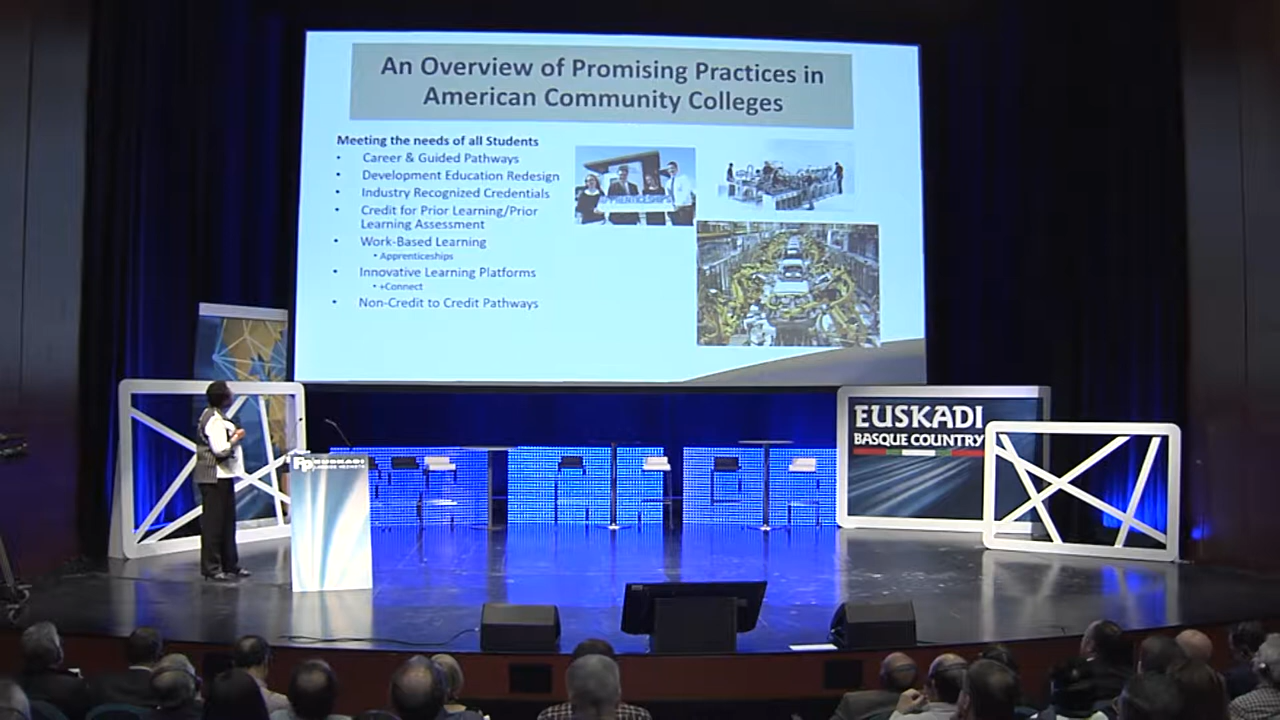 An Overview of Promising Practices in
American Community Colleges
Meeting the needs of all Students
• Career & Guided Pathways
• Development Education Redesign
• Industry Recognized Credentials
• Credit for Prior Learning/Prior
Learning Assessment
• Work-Based Learning
• Apprenticeships
• Innovative Learning Platforms
• +Connect
• Non-Credit to Credit Pathways
APPRENTICESHIPS
EUSKADI
BASQUE COUNTRY
EUSKADI